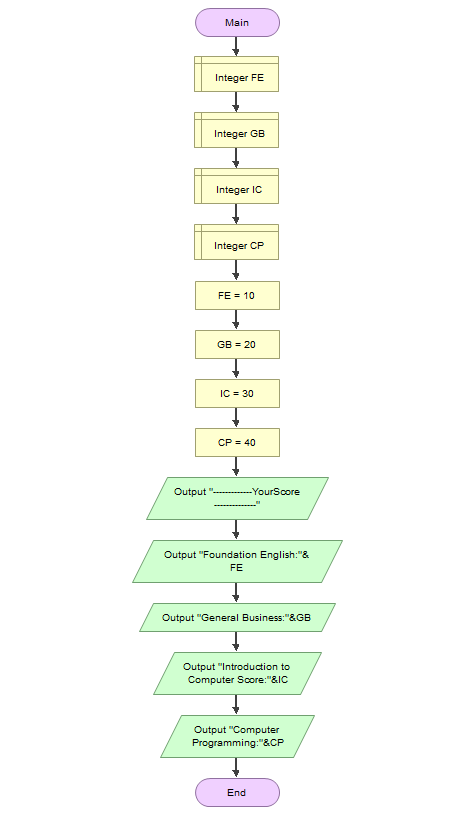 Main
Integer FE
Integer GB
Integer IC
Integer CP
FE = 10
GB = 20
IC = 30
CP = 40
Output "-------------YourScore
--------------"
Output "Foundation English:"&
FE
Output "General Business:"&GB
Output "Introduction to
Computer Score:"&IC
Output "Computer
Programming:"&CP
End